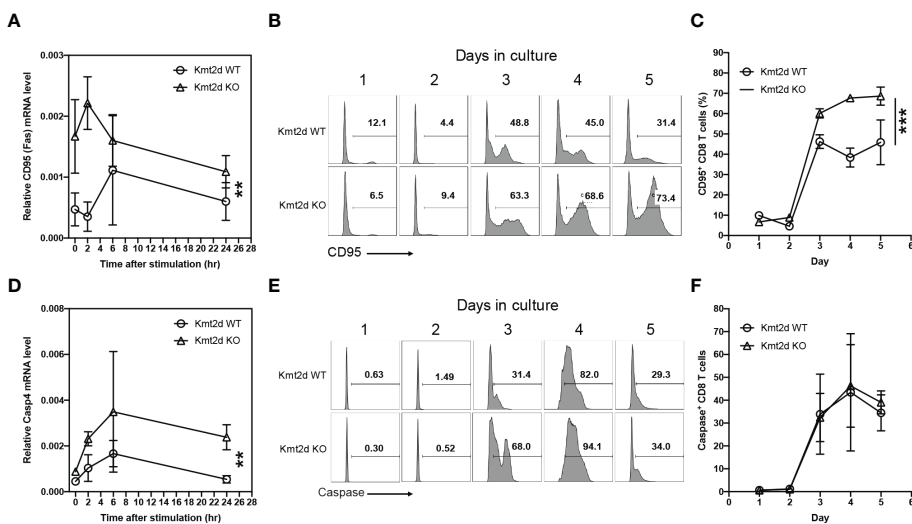 A
Relative CD95 (Fas) mRNA level
0.003
0.002
0.001
0.000
Kmt2d WT
Kmt2d KO
**
0 2 4 6 8 10 12 14 16 18 20 22 24 26 28
Time after stimulation (hr)
B
Days in culture
1 2 3 4 5
Kmt2d WT
12.1 4.4 48.8 45.0 31.4
Kmt2d KO
6.5 9.4 63.3 68.6 73.4
CD95
C
CD95+ CD8 T cells (%)
90
80
70
60
50
40
30
20
10
0
Kmt2d WT
Kmt2d KO
***
0 1 2 3 4 5 6
Day
D
Relative Casp4 mRNA level
0.008
0.006
0.004
0.002
0.000
Kmt2d WT
Kmt2d KO
**
0 2 4 6 8 10 12 14 16 18 20 22 24 26 28
Time after stimulation (hr)
E
Days in culture
1 2 3 4 5
Kmt2d WT
0.63 1.49 31.4 82.0 29.3
Kmt2d KO
0.30 0.52 68.0 94.1 34.0
Caspase
F
Caspase+ CD8 T cells
80
70
60
50
40
30
20
10
0
Kmt2d WT
Kmt2d KO
0 1 2 3 4 5 6
Day